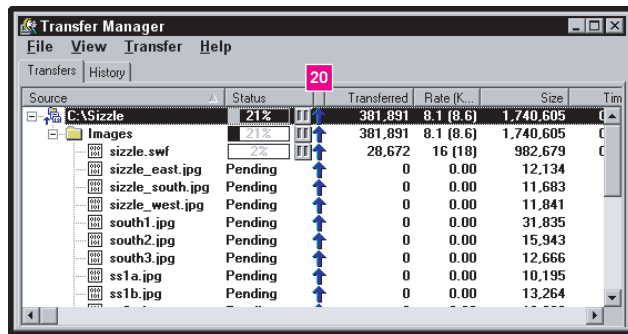 Transfer Manager
File View Transfer Help
Transfers History
20
Source Status Transferred Rate (K... Size Tim
C:\Sizzle 21% 381,891 8.1 (8.6) 1,740,605
Images 21% 381,891 8.1 (8.6) 1,740,605
sizzle.swf 2% 28,672 16 (18) 982,679
sizzle_east.jpg Pending 0 0.00 12,134
sizzle_south.jpg Pending 0 0.00 11,683
sizzle_west.jpg Pending 0 0.00 11,841
south1.jpg Pending 0 0.00 31,835
south2.jpg Pending 0 0.00 15,943
south3.jpg Pending 0 0.00 12,666
ss1a.jpg Pending 0 0.00 10,195
ss1b.jpg Pending 0 0.00 13,264